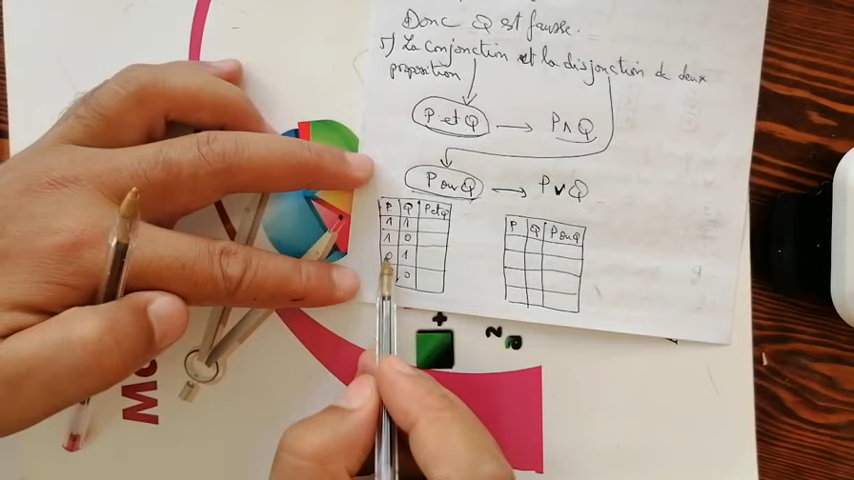 Donc Q est fausse.
5) La conjonction et la disjonction de deux
proposition
P et Q → P∧Q
P ou Q → P∨Q
P Q P et Q
1 1
1 0
0 1
0
P Q P ou Q
Mo
M
+